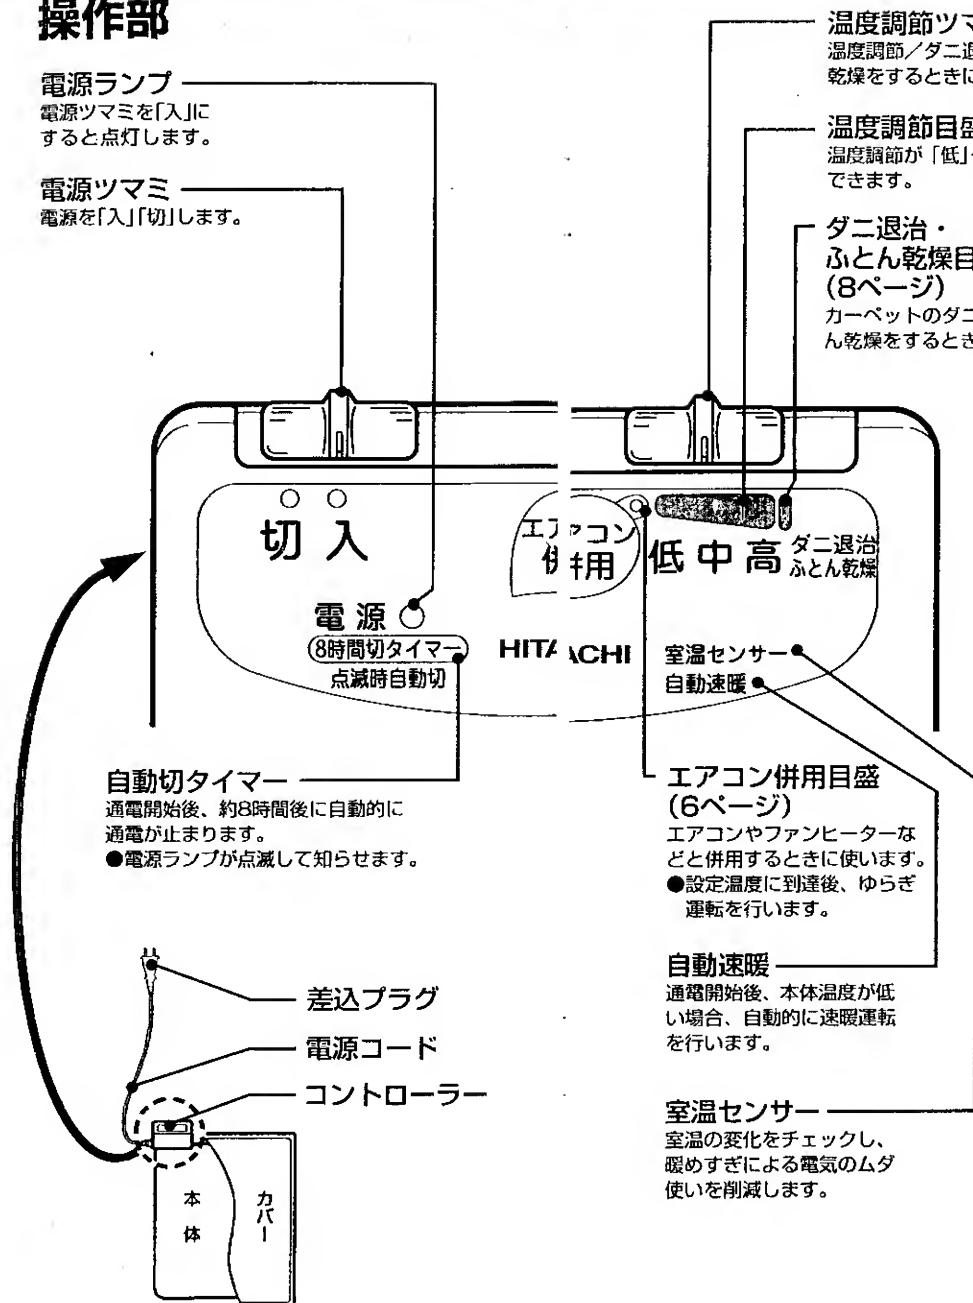 操作部
電源ランプ
電源ツマミを「入」に
すると点灯します。
電源ツマミ
電源を「入」「切」します。
温度調節ツマ
温度調節／ダニ退
乾燥をするときに
温度調節目盛
温度調節が「低」
できます。
ダニ退治・
ふとん乾燥目
(8ページ)
カーペットのダニ
ん乾燥をするとき
切 入
電源
8時間切タイマー
点滅時自動切
エアコン
併用
低 中 高
ダニ退治
ふとん乾燥
HITACHI
室温センサー
自動速暖
自動切タイマー
通電開始後、約8時間後に自動的に
通電が止まります。
●電源ランプが点滅して知らせます。
エアコン併用目盛
(6ページ)
エアコンやファンヒーターな
どと併用するときに使います。
●設定温度に到達後、ゆらぎ
運転を行います。
自動速暖
通電開始後、本体温度が低
い場合、自動的に速暖運転
を行います。
室温センサー
室温の変化をチェックし、
暖めすぎによる電気のムダ
使いを削減します。
差込プラグ
電源コード
コントローラー
本体
カバー